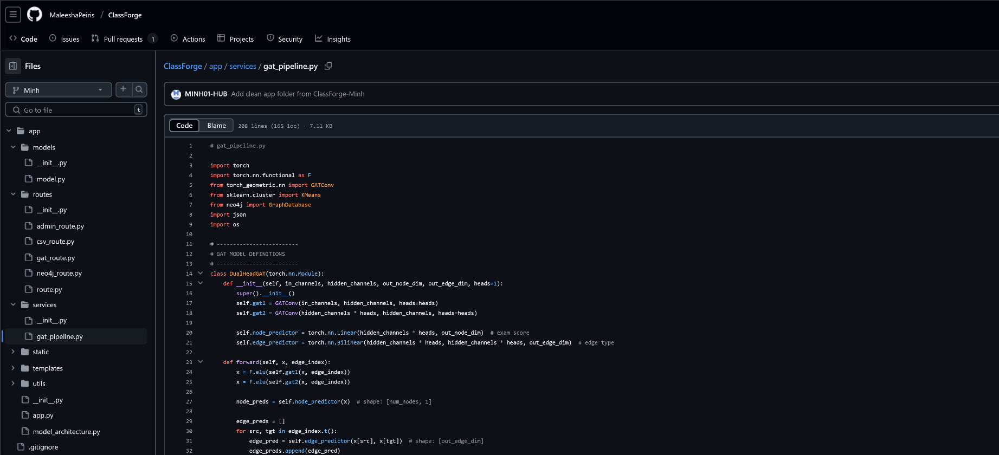 MaleeshaPeiris / ClassForge
Code Issues Pull requests 1 Actions Projects Security Insights
Files
Minh
Go to file t
app
models
__init__.py
model.py
routes
__init__.py
admin_route.py
csv_route.py
gat_route.py
neo4j_route.py
route.py
services
__init__.py
gat_pipeline.py
static
templates
utils
__init__.py
app.py
model_architecture.py
.gitignore
ClassForge / app / services / gat_pipeline.py
MINH01-HUB Add clean app folder from ClassForge-Minh
Code Blame 208 lines (165 loc) · 7.11 KB
1 # gat_pipeline.py
2
3 import torch
4 import torch.nn.functional as F
5 from torch_geometric.nn import GATConv
6 from sklearn.cluster import KMeans
7 from neo4j import GraphDatabase
8 import json
9 import os
10
11 # -------------------------
12 # GAT MODEL DEFINITIONS
13 # -------------------------
14 class DualHeadGAT(torch.nn.Module):
15     def __init__(self, in_channels, hidden_channels, out_node_dim, out_edge_dim, heads=1):
16         super().__init__()
17         self.gat1 = GATConv(in_channels, hidden_channels, heads=heads)
18         self.gat2 = GATConv(hidden_channels * heads, hidden_channels, heads=heads)
19
20         self.node_predictor = torch.nn.Linear(hidden_channels * heads, out_node_dim)  # exam score
21         self.edge_predictor = torch.nn.Bilinear(hidden_channels * heads, hidden_channels * heads, out_edge_dim)  # edge type
22
23     def forward(self, x, edge_index):
24         x = F.elu(self.gat1(x, edge_index))
25         x = F.elu(self.gat2(x, edge_index))
26
27         node_preds = self.node_predictor(x)  # shape: [num_nodes, 1]
28
29         edge_preds = []
30         for src, tgt in edge_index.t():
31             edge_pred = self.edge_predictor(x[src], x[tgt])  # shape: [out_edge_dim]
32             edge_preds.append(edge_pred)